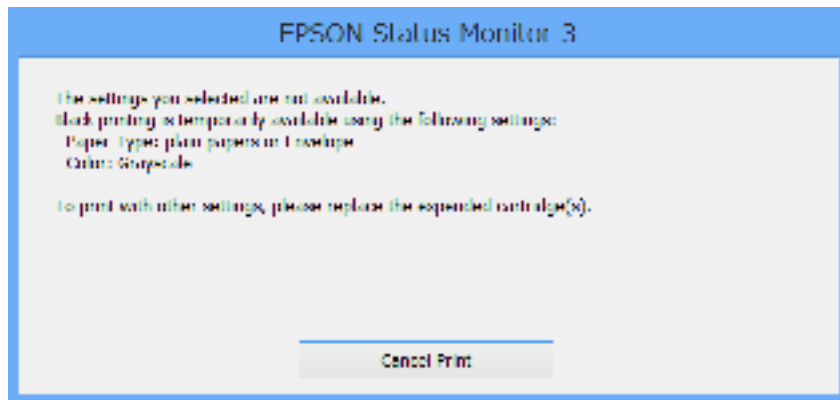 EPSON Status Monitor 3
The settings you selected are not available.
Black printing is temporarily available using the following settings:
Paper Type: plain papers or Envelope
Color: Grayscale
To print with other settings, please replace the expended cartridge(s).
Cancel Print